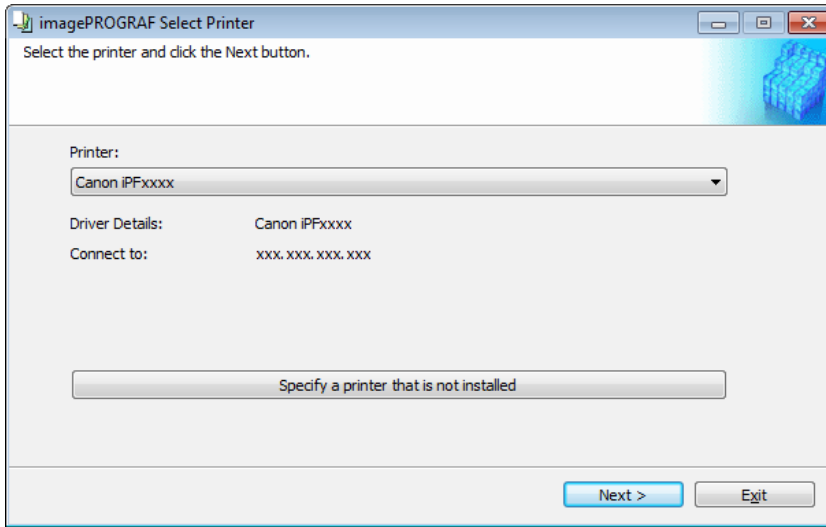 imagePROGRAF Select Printer
Select the printer and click the Next button.
Printer:
Canon iPFxxxx
Driver Details: Canon iPFxxxx
Connect to: xxx. xxx. xxx. xxx
Specify a printer that is not installed
Next > Exit